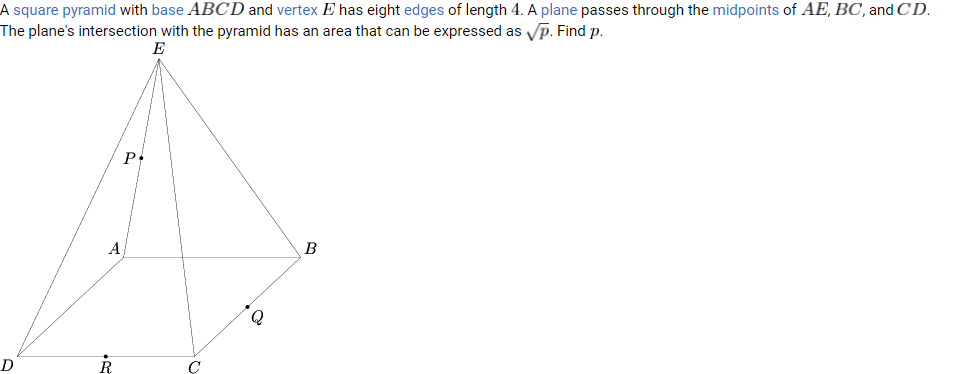 A square pyramid with base ABCD and vertex E has eight edges of length 4. A plane passes through the midpoints of AE, BC, and CD.
The plane's intersection with the pyramid has an area that can be expressed as √p. Find p.
E
P
A
B
Q
D
R
C